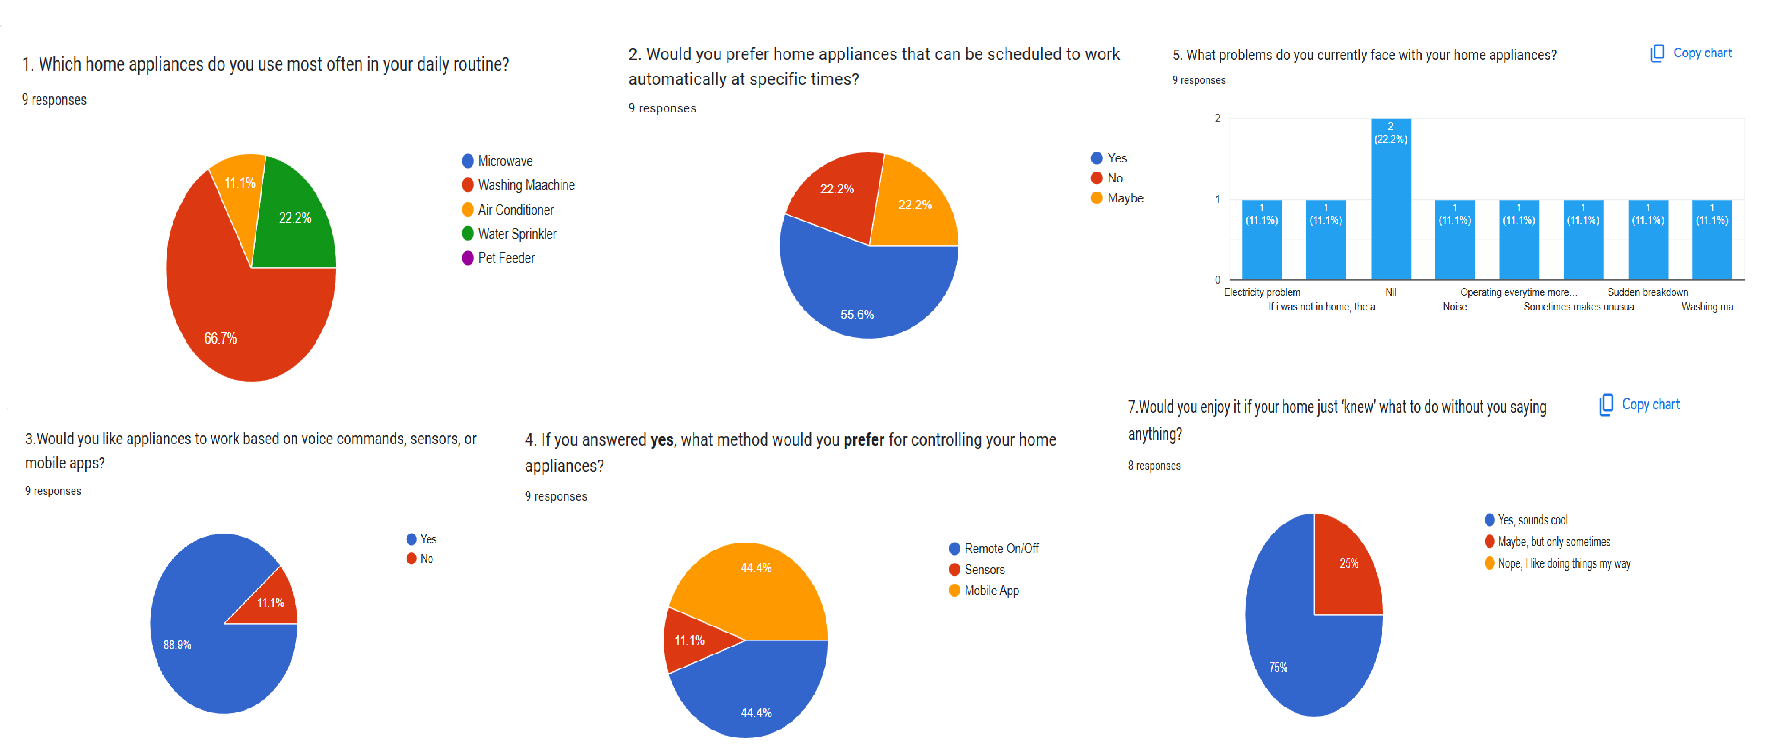 1. Which home appliances do you use most often in your daily routine?
9 responses
Microwave
Washing Maachine
Air Conditioner
Water Sprinkler
Pet Feeder
11.1%
22.2%
66.7%
2. Would you prefer home appliances that can be scheduled to work
automatically at specific times?
9 responses
Yes
No
Maybe
22.2%
22.2%
55.6%
5. What problems do you currently face with your home appliances?
Copy chart
9 responses
2
1
0
1
(11.1%)
1
(11.1%)
2
(22.2%)
1
(11.1%)
1
(11.1%)
1
(11.1%)
1
(11.1%)
1
(11.1%)
Electricity problem
If i was not in home, the a
Nil
Noise
Operating everytime more...
Sometimes makes unusua
Sudden breakdown
Washing ma
3.Would you like appliances to work based on voice commands, sensors, or
mobile apps?
9 responses
Yes
No
11.1%
88.9%
4. If you answered yes, what method would you prefer for controlling your home
appliances?
9 responses
Remote On/Off
Sensors
Mobile App
44.4%
11.1%
44.4%
7.Would you enjoy it if your home just ‘knew’ what to do without you saying
anything?
Copy chart
8 responses
Yes, sounds cool
Maybe, but only sometimes
Nope, I like doing things my way
25%
75%